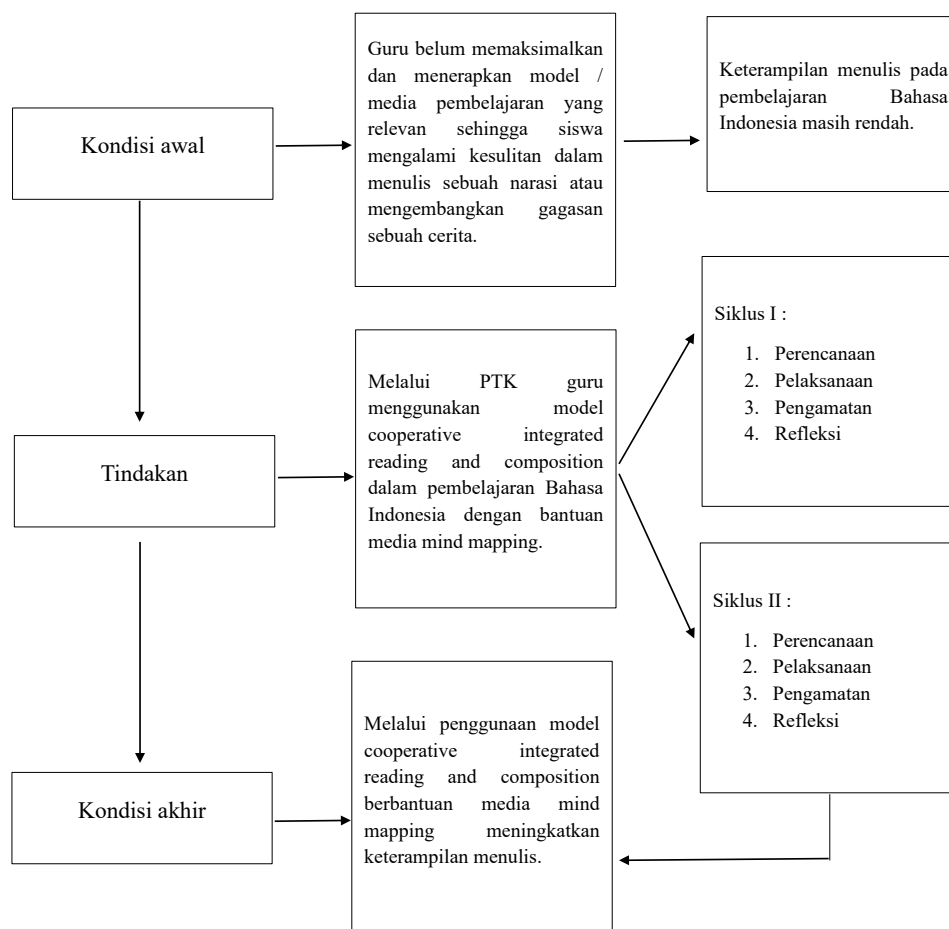 Kondisi awal
Guru belum memaksimalkan
dan menerapkan model /
media pembelajaran yang
relevan sehingga siswa
mengalami kesulitan dalam
menulis sebuah narasi atau
mengembangkan gagasan
sebuah cerita.
Keterampilan menulis pada
pembelajaran Bahasa
Indonesia masih rendah.
Tindakan
Melalui PTK guru
menggunakan model
cooperative integrated
reading and composition
dalam pembelajaran Bahasa
Indonesia dengan bantuan
media mind mapping.
Siklus I :
1. Perencanaan
2. Pelaksanaan
3. Pengamatan
4. Refleksi
Siklus II :
1. Perencanaan
2. Pelaksanaan
3. Pengamatan
4. Refleksi
Kondisi akhir
Melalui penggunaan model
cooperative integrated
reading and composition
berbantuan media mind
mapping meningkatkan
keterampilan menulis.